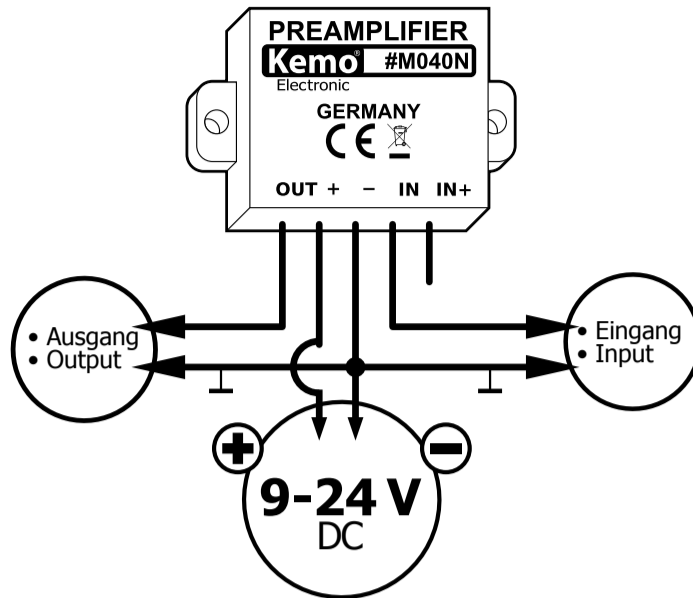 PREAMPLIFIER
Kemo® #M040N
Electronic
GERMANY
CE
OUT + − IN IN+
• Ausgang
• Output
• Eingang
• Input
+ −
9-24 V
DC